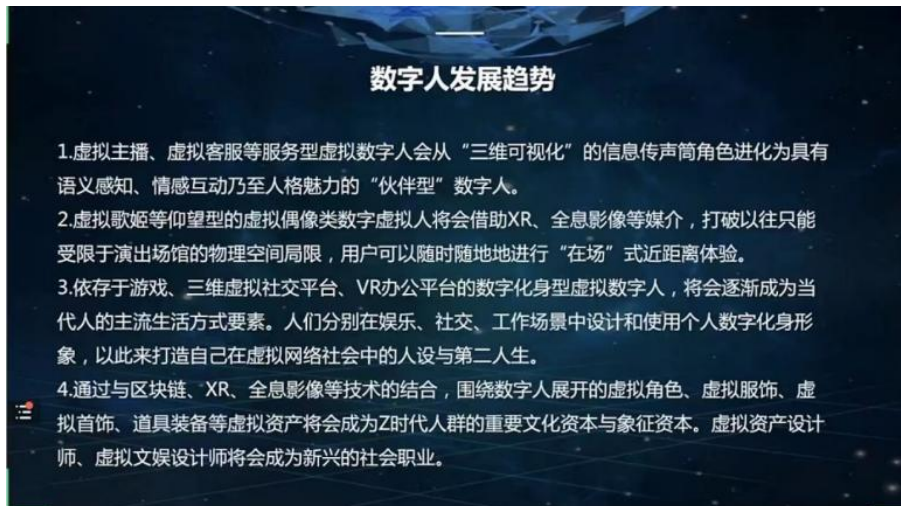 数字人发展趋势
1.虚拟主播、虚拟客服等服务型虚拟数字人会从“三维可视化”的信息传声筒角色进化为具有
语义感知、情感互动乃至人格魅力的“伙伴型”数字人。
2.虚拟歌姬等仰望型的虚拟偶像类数字虚拟人将会借助XR、全息影像等媒介，打破以往只能
受限于演出场馆的物理空间局限，用户可以随时随地地进行“在场”式近距离体验。
3.依存于游戏、三维虚拟社交平台、VR办公平台的数字化身型虚拟数字人，将会逐渐成为当
代人的主流生活方式要素。人们分别在娱乐、社交、工作场景中设计和使用个人数字化身形
象，以此来打造自己在虚拟网络社会中的人设与第二人生。
4.通过与区块链、XR、全息影像等技术的结合，围绕数字人展开的虚拟角色、虚拟服饰、虚
拟首饰、道具装备等虚拟资产将会成为Z时代人群的重要文化资本与象征资本。虚拟资产设计
师、虚拟文娱设计师将会成为新兴的社会职业。